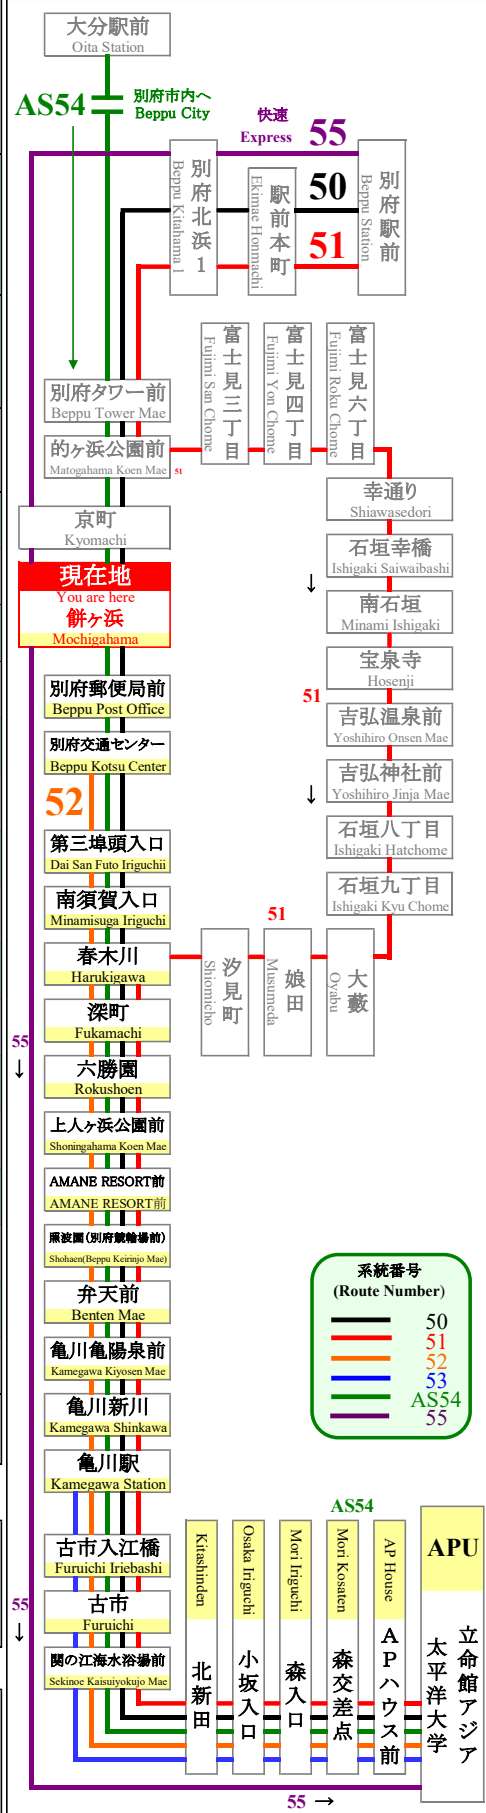 大分駅前
Oita Station
AS54
別府市内へ
Beppu City
快速
Express
55
別府北浜1
Beppu Kitahama 1
駅前本町
Ekimae Honmachi
50
51
別府駅前
Beppu Station
別府タワー前
Beppu Tower Mae
的ヶ浜公園前
Matogahama Koen Mae
51
富士見三丁目
Fujimi San Chome
富士見四丁目
Fujimi Yon Chome
富士見六丁目
Fujimi Roku Chome
京町
Kyomachi
現在地
You are here
餅ヶ浜
Mochigahama
幸通り
Shiawasedori
石垣幸橋
Ishigaki Saiwaibashi
↓
南石垣
Minami Ishigaki
宝泉寺
Hosenji
51
吉弘温泉前
Yoshihiro Onsen Mae
吉弘神社前
Yoshihiro Jinja Mae
↓
石垣八丁目
Ishigaki Hatchome
石垣九丁目
Ishigaki Kyu Chome
51
汐見町
Shiomicho
娘田
Musumeda
大藪
Oyabu
別府郵便局前
Beppu Post Office
別府交通センター
Beppu Kotsu Center
52
第三埠頭入口
Dai San Futo Iriguchii
南須賀入口
Minamisuga Iriguchi
春木川
Harukigawa
深町
Fukamachi
55
↓
六勝園
Rokushoen
上人ヶ浜公園前
Shoningahama Koen Mae
AMANE RESORT前
AMANE RESORT前
照波園(別府競輪場前)
Shohaen(Beppu Keirinjo Mae)
弁天前
Benten Mae
亀川亀陽泉前
Kamegawa Kiyosen Mae
亀川新川
Kamegawa Shinkawa
亀川駅
Kamegawa Station
系統番号
(Route Number)
50
51
52
53
AS54
55
古市入江橋
Furuichi Iriebashi
55
↓
古市
Furuichi
関の江海水浴場前
Sekinoe Kaisuiyokujo Mae
AS54
Kitashinden
北新田
Osaka Iriguchi
小坂入口
Mori Iriguchi
森入口
Mori Kosaten
森交差点
AP House
APハウス前
APU
立命館アジア
太平洋大学
55 →